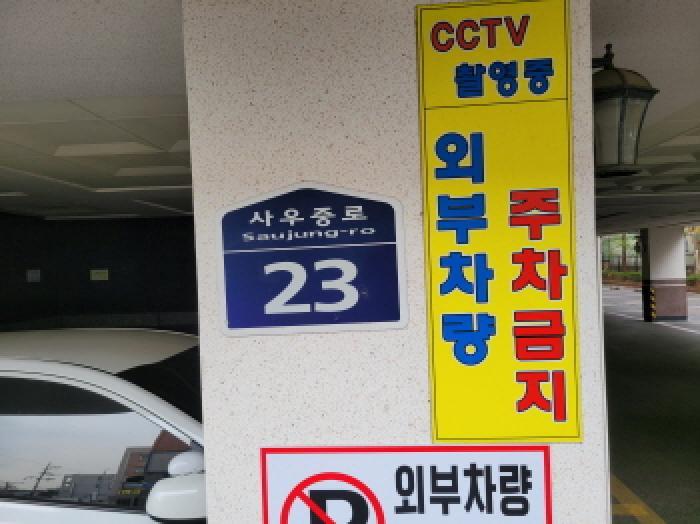 사우중로
Saujung-ro
23
CCTV
촬영중
외부차량
주차금지
P
외부차량